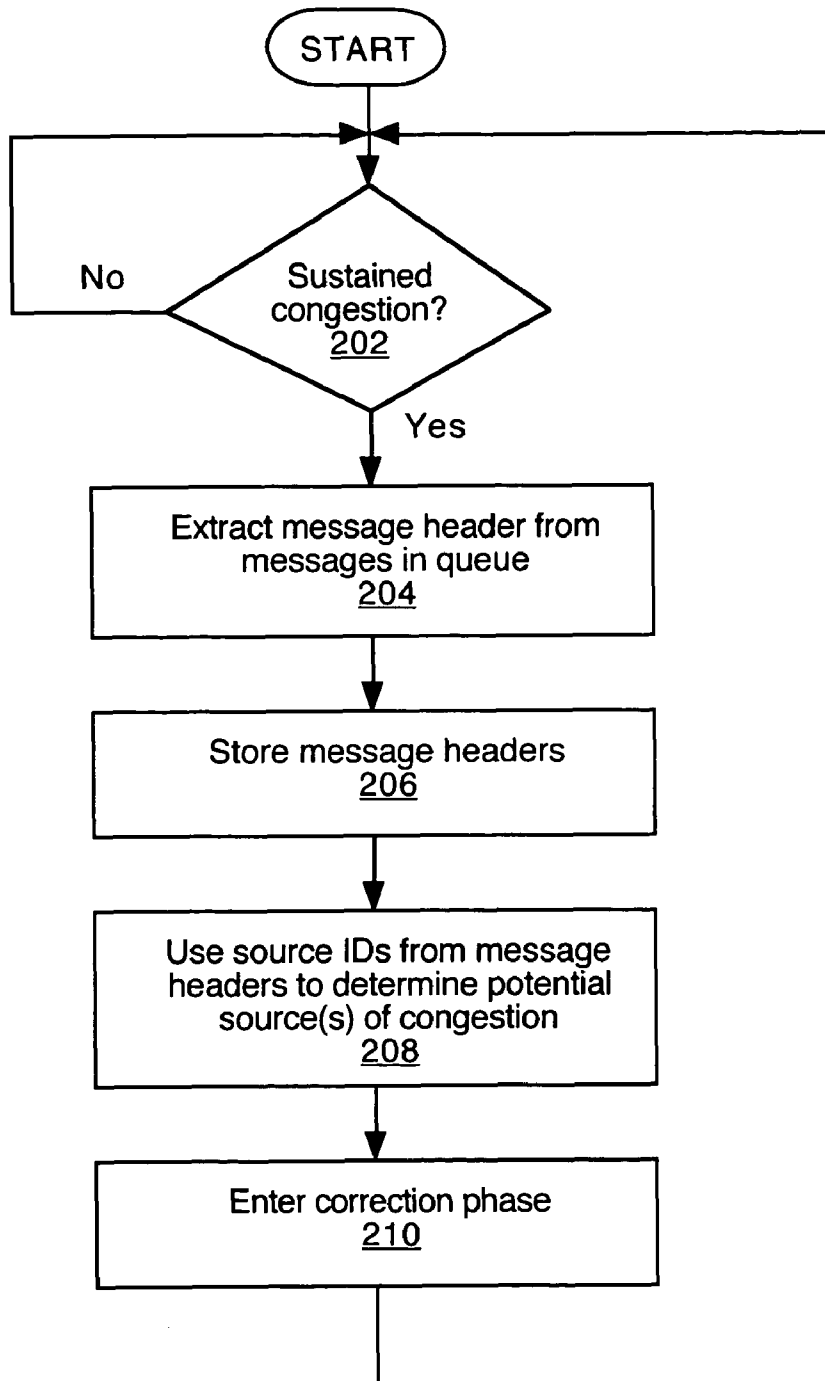 START
No
Sustained
congestion?
202
Yes
Extract message header from
messages in queue
204
Store message headers
206
Use source IDs from message
headers to determine potential
source(s) of congestion
208
Enter correction phase
210